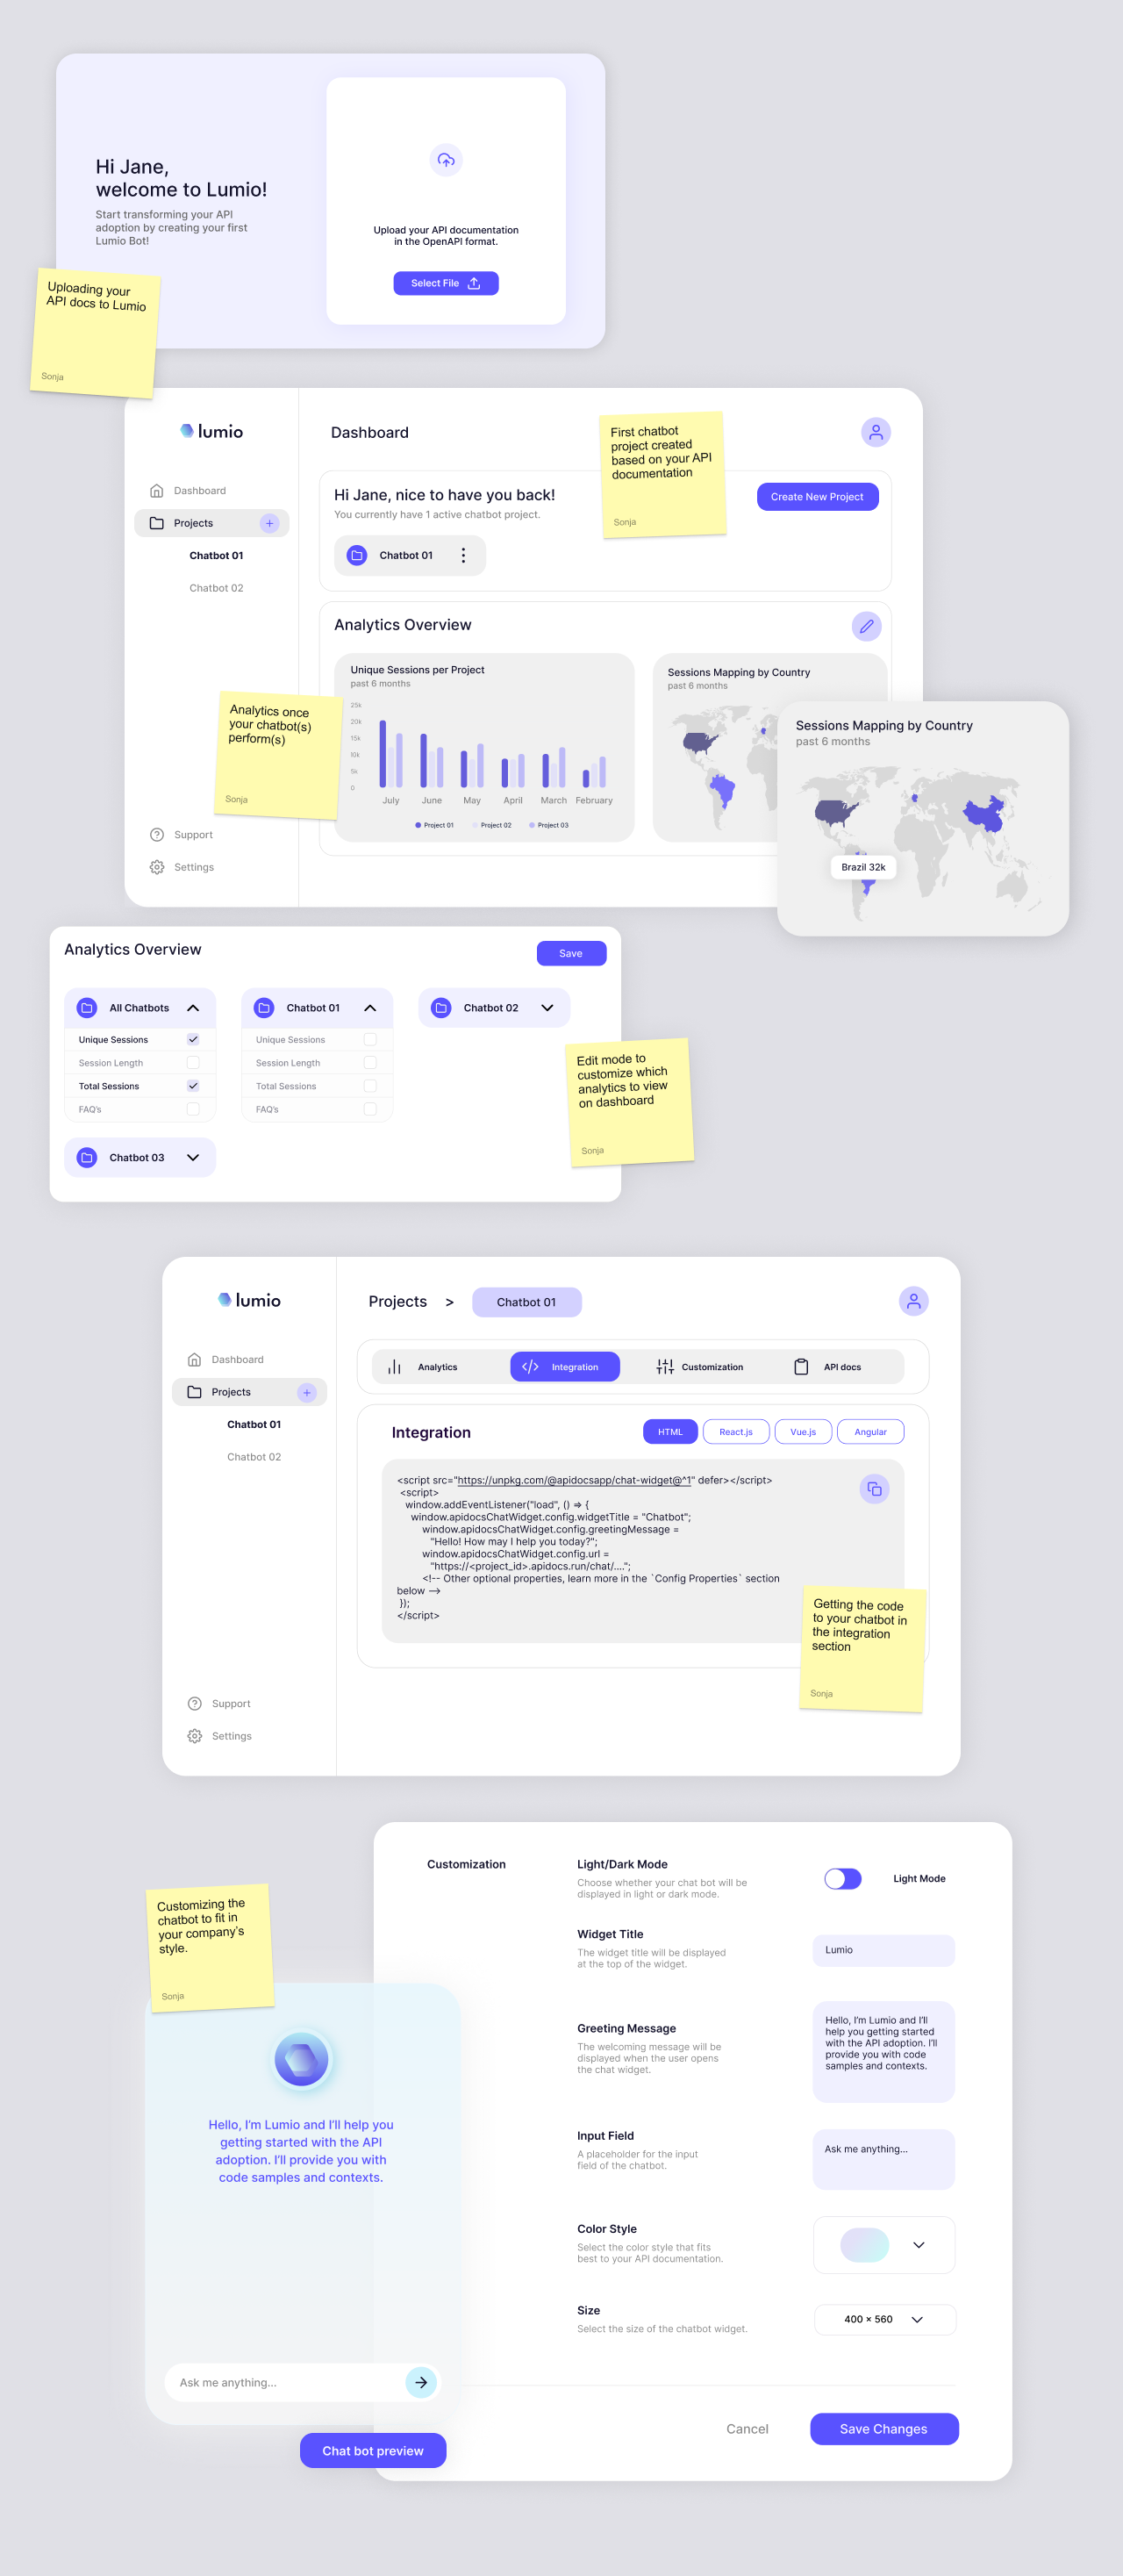 Hi Jane,
welcome to Lumio!
Start transforming your API
adoption by creating your first
Lumio Bot!
Upload your API documentation
in the OpenAPI format.
Select File
Uploading your
API docs to Lumio
Sonja
lumio
Dashboard
Projects
+
Chatbot 01
Chatbot 02
Support
Settings
Dashboard
First chatbot
project created
based on your API
documentation
Sonja
Hi Jane, nice to have you back!
You currently have 1 active chatbot project.
Create New Project
Chatbot 01
Analytics Overview
Unique Sessions per Project
past 6 months
25k
20k
15k
10k
5k
0
July June May April March February
Project 01 Project 02 Project 03
Sessions Mapping by Country
past 6 months
Analytics once
your chatbot(s)
perform(s)
Sonja
Sessions Mapping by Country
past 6 months
Brazil 32k
Analytics Overview
Save
All Chatbots
Unique Sessions
Session Length
Total Sessions
FAQ's
Chatbot 01
Unique Sessions
Session Length
Total Sessions
FAQ's
Chatbot 02
Chatbot 03
Edit mode to
customize which
analytics to view
on dashboard
Sonja
lumio
Dashboard
Projects
+
Chatbot 01
Chatbot 02
Support
Settings
Projects > Chatbot 01
Analytics
Integration
Customization
API docs
Integration
HTML
React.js
Vue.js
Angular
<script src="https://unpkg.com/@apidocsapp/chat-widget@^1" defer></script>
<script>
window.addEventListener("load", () => {
window.apidocsChatWidget.config.widgetTitle = "Chatbot";
window.apidocsChatWidget.config.greetingMessage =
"Hello! How may I help you today?";
window.apidocsChatWidget.config.url =
"https://<project_id>.apidocs.run/chat/....";
<!-- Other optional properties, learn more in the `Config Properties` section
below -->
});
</script>
Getting the code
to your chatbot in
the integration
section
Sonja
Customization
Light/Dark Mode
Choose whether your chat bot will be
displayed in light or dark mode.
Light Mode
Widget Title
The widget title will be displayed
at the top of the widget.
Lumio
Greeting Message
The welcoming message will be
displayed when the user opens
the chat widget.
Hello, I'm Lumio and I'll
help you getting started
with the API adoption. I'll
provide you with code
samples and contexts.
Input Field
A placeholder for the input
field of the chatbot.
Ask me anything...
Color Style
Select the color style that fits
best to your API documentation.
Size
Select the size of the chatbot widget.
400 × 560
Cancel
Save Changes
Customizing the
chatbot to fit in
your company's
style.
Sonja
Hello, I'm Lumio and I'll help you
getting started with the API
adoption. I'll provide you with
code samples and contexts.
Ask me anything...
Chat bot preview